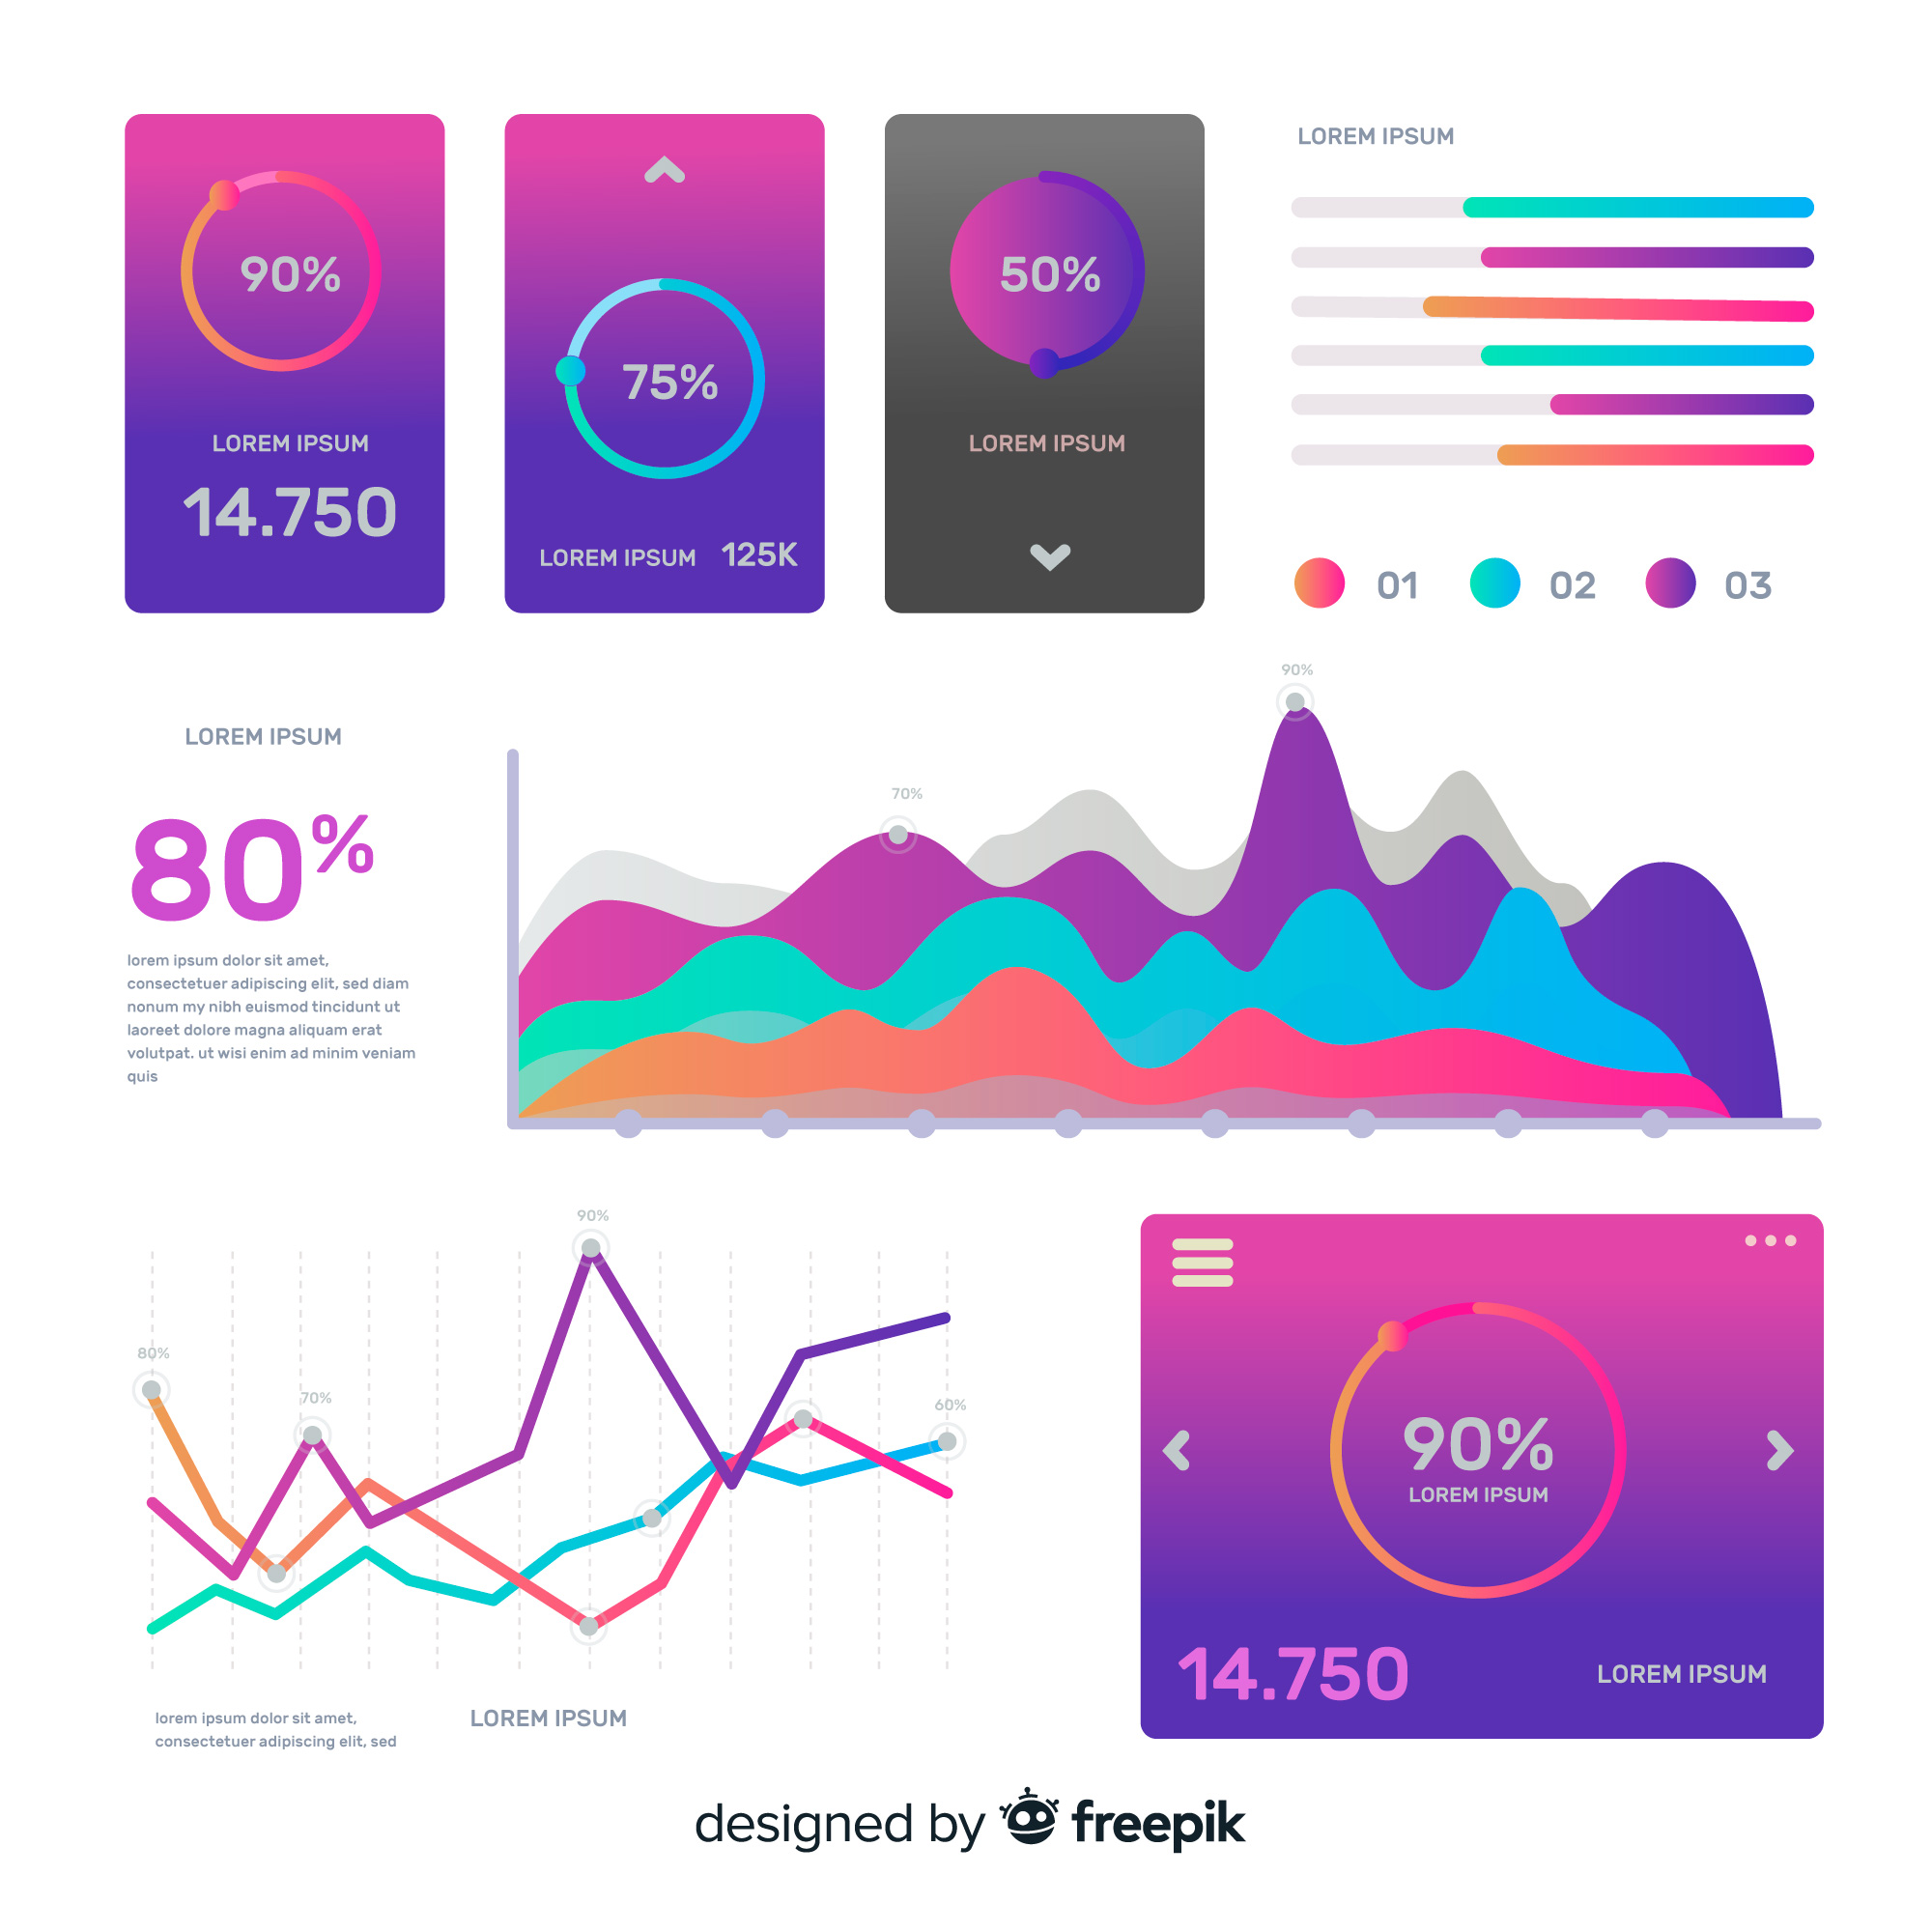 90%
LOREM IPSUM
14.750
75%
LOREM IPSUM 125K
50%
LOREM IPSUM
LOREM IPSUM
01 02 03
LOREM IPSUM
80%
lorem ipsum dolor sit amet,
consectetuer adipiscing elit, sed diam
nonum my nibh euismod tincidunt ut
laoreet dolore magna aliquam erat
volutpat. ut wisi enim ad minim veniam
quis
70%
90%
80%
70%
90%
60%
lorem ipsum dolor sit amet,
consectetuer adipiscing elit, sed
LOREM IPSUM
90%
LOREM IPSUM
14.750
LOREM IPSUM
designed by freepik